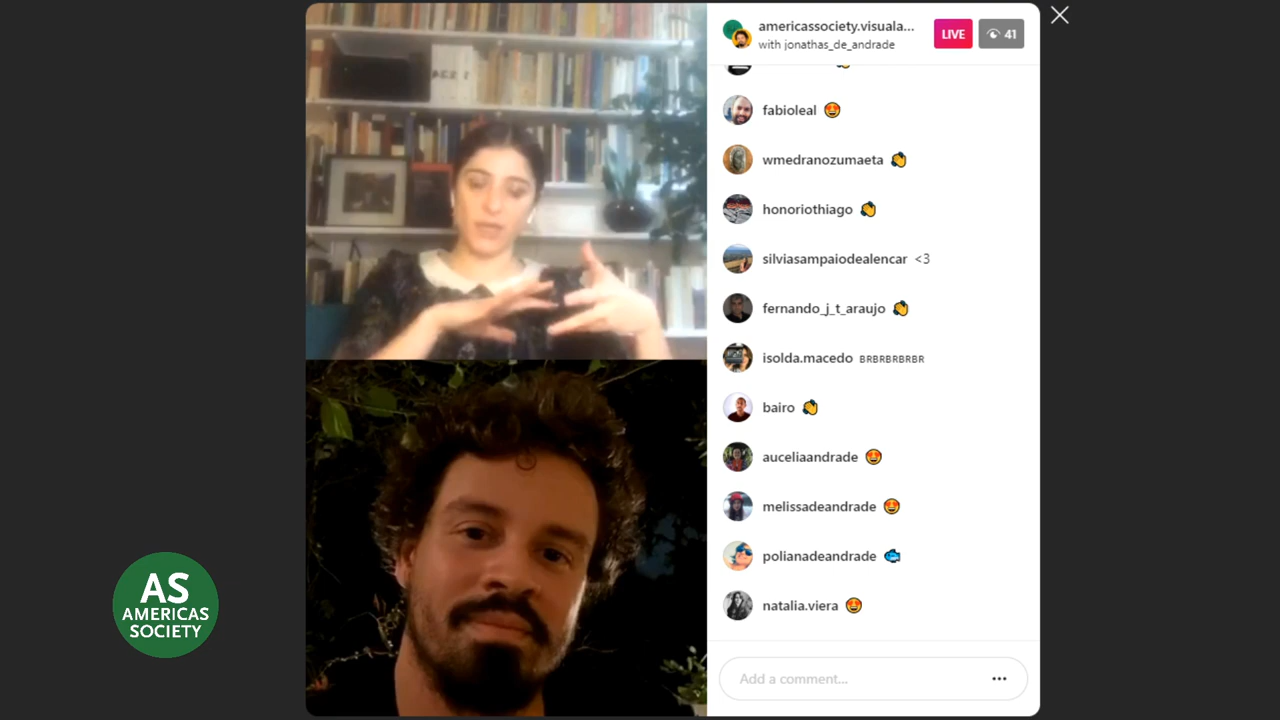 americassociety.visuala...
with jonathas_de_andrade
LIVE
41
fabioleal
wmedranozumaeta
honoriothiago
silviasampaiodealencar <3
fernando_j_t_araujo
isolda.macedo BRBRBRBRBR
bairo
auceliaandrade
melissadeandrade
polianadeandrade
natalia.viera
Add a comment...
AS
AMERICAS
SOCIETY